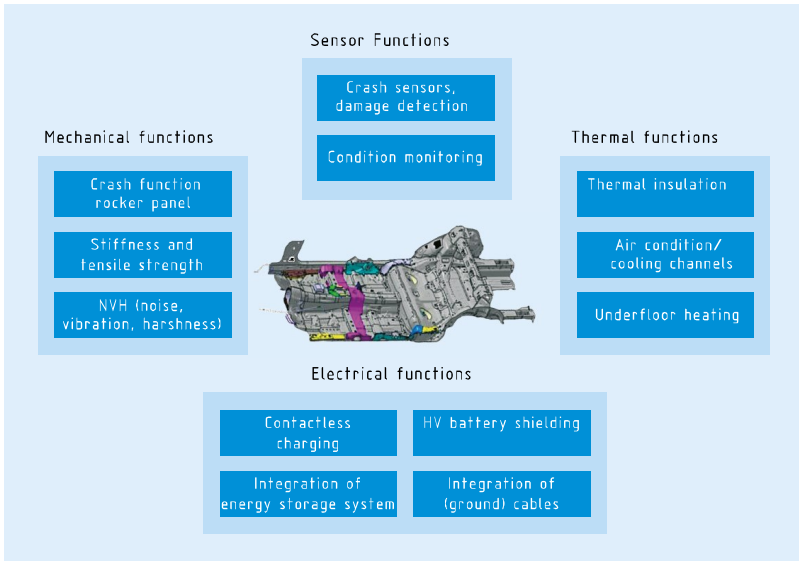 Sensor Functions
Crash sensors,
damage detection
Condition monitoring
Mechanical functions
Crash function
rocker panel
Stiffness and
tensile strength
NVH (noise,
vibration, harshness)
Thermal functions
Thermal insulation
Air condition/
cooling channels
Underfloor heating
Electrical functions
Contactless
charging
HV battery shielding
Integration of
energy storage system
Integration of
(ground) cables